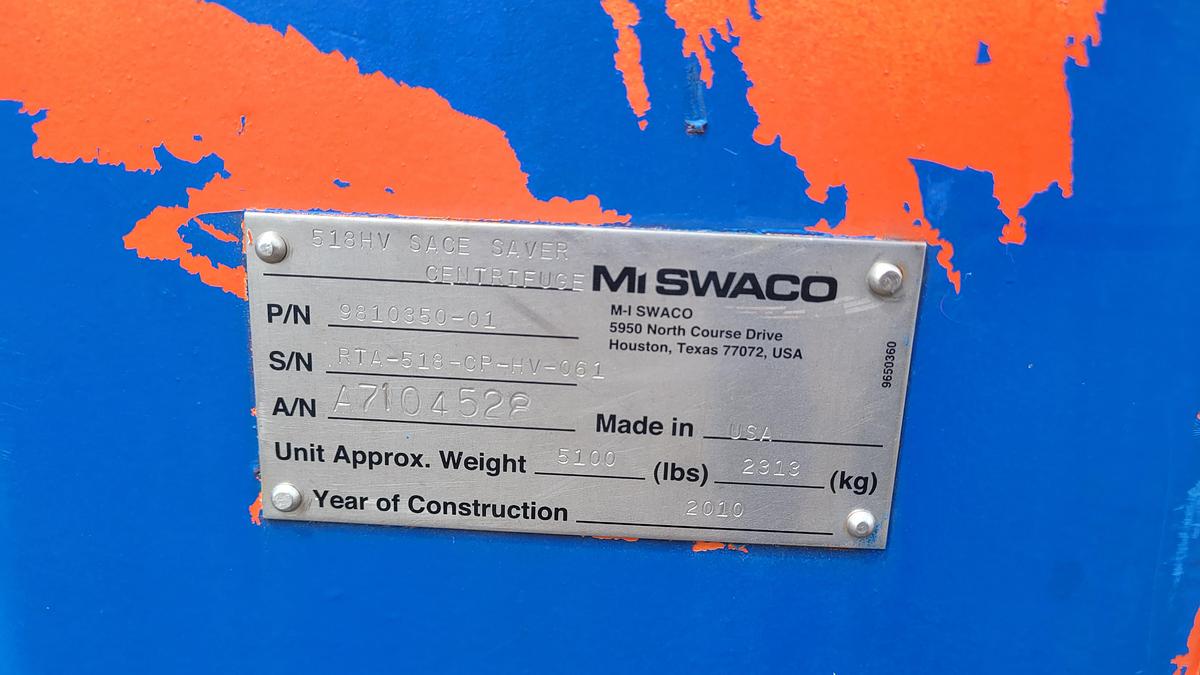 518HV SACE SAVER
CENTRIFUGE
MI SWACO
M-I SWACO
5950 North Course Drive
Houston, Texas 77072, USA
P/N 9810350-01
S/N RTA-518-CP-HV-061
A/N A7104528
9650360
Made in USA
Unit Approx. Weight 5100 (lbs) 2313 (kg)
Year of Construction 2010